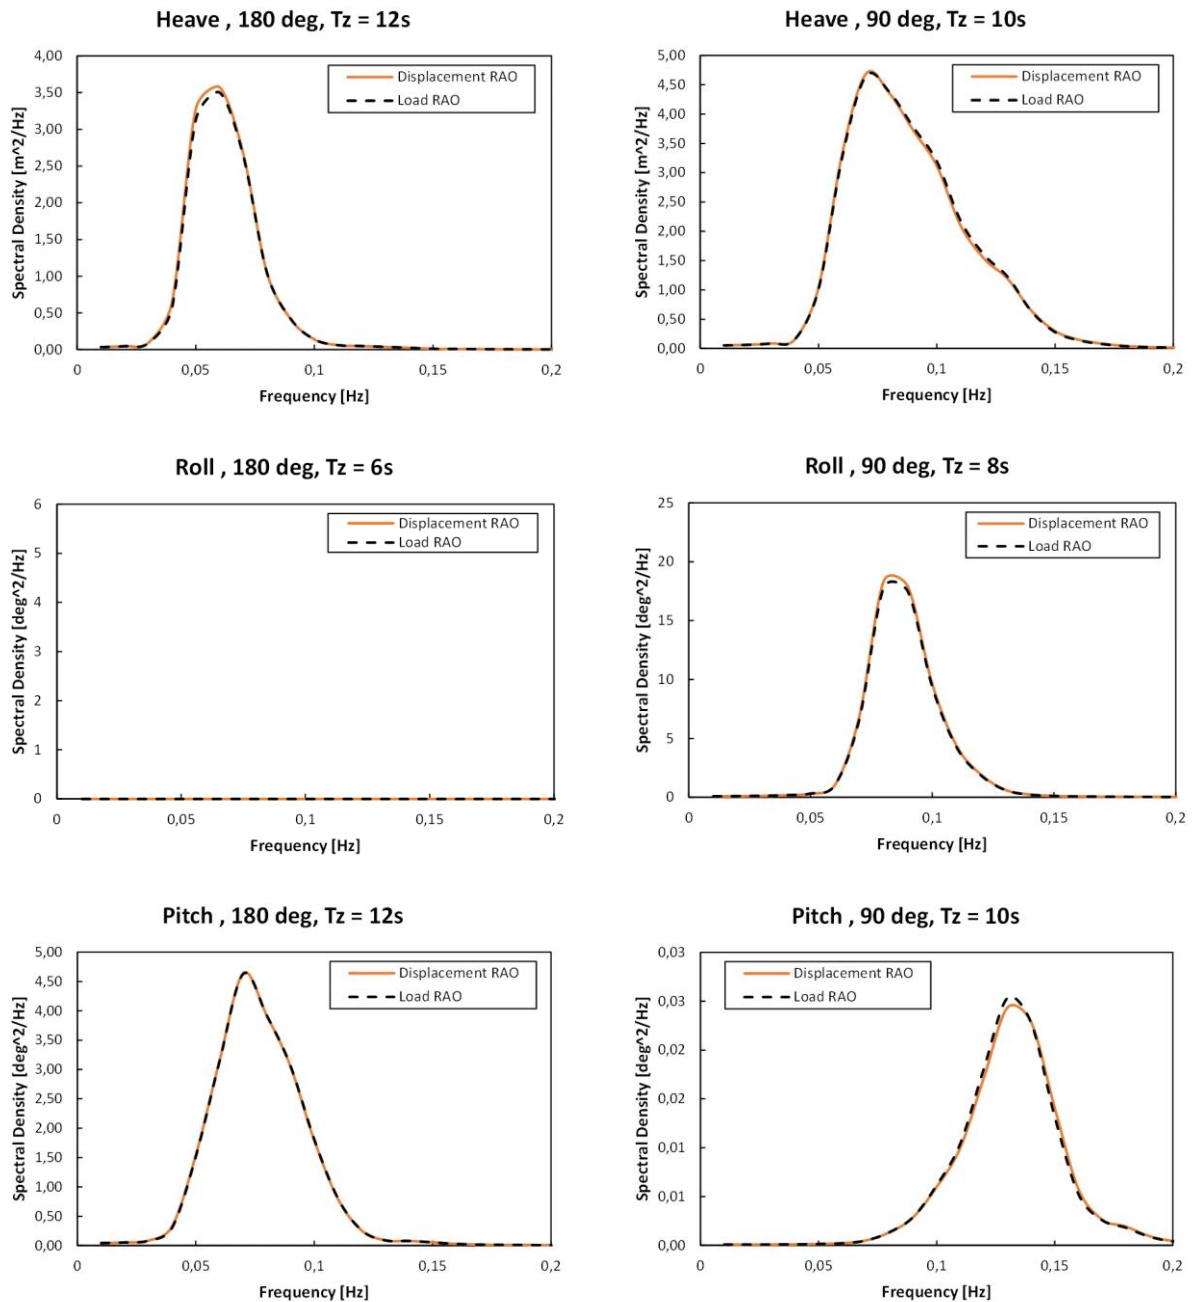 Heave , 180 deg, Tz = 12s
Spectral Density [m^2/Hz]
4,00
3,50
3,00
2,50
2,00
1,50
1,00
0,50
0,00
Displacement RAO
Load RAO
0 0,05 0,1 0,15 0,2
Frequency [Hz]
Heave , 90 deg, Tz = 10s
Spectral Density [m^2/Hz]
5,00
4,50
4,00
3,50
3,00
2,50
2,00
1,50
1,00
0,50
0,00
Displacement RAO
Load RAO
0 0,05 0,1 0,15 0,2
Frequency [Hz]
Roll , 180 deg, Tz = 6s
Spectral Density [deg^2/Hz]
6
5
4
3
2
1
0
Displacement RAO
Load RAO
0 0,05 0,1 0,15 0,2
Frequency [Hz]
Roll , 90 deg, Tz = 8s
Spectral Density [deg^2/Hz]
25
20
15
10
5
0
Displacement RAO
Load RAO
0 0,05 0,1 0,15 0,2
Frequency [Hz]
Pitch , 180 deg, Tz = 12s
Spectral Density [deg^2/Hz]
5,00
4,50
4,00
3,50
3,00
2,50
2,00
1,50
1,00
0,50
0,00
Displacement RAO
Load RAO
0 0,05 0,1 0,15 0,2
Frequency [Hz]
Pitch , 90 deg, Tz = 10s
Spectral Density [deg^2/Hz]
0,03
0,03
0,02
0,02
0,01
0,01
0,00
Displacement RAO
Load RAO
0 0,05 0,1 0,15 0,2
Frequency [Hz]